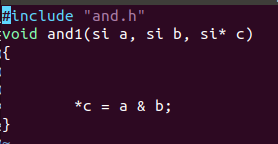 #include "and.h"
void and1(si a, si b, si* c)
{
*c = a & b;
}
~